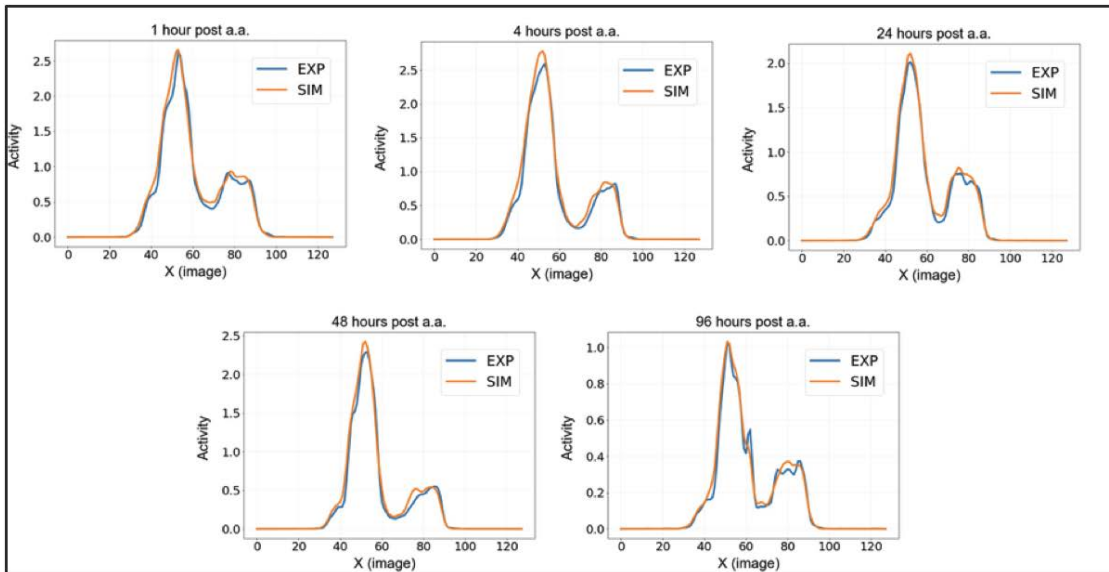 1 hour post a.a.
Activity
2.5
2.0
1.5
1.0
0.5
0.0
EXP
SIM
0 20 40 60 80 100 120
X (image)
4 hours post a.a.
Activity
2.5
2.0
1.5
1.0
0.5
0.0
EXP
SIM
0 20 40 60 80 100 120
X (image)
24 hours post a.a.
Activity
2.0
1.5
1.0
0.5
0.0
EXP
SIM
0 20 40 60 80 100 120
X (image)
48 hours post a.a.
Activity
2.5
2.0
1.5
1.0
0.5
0.0
EXP
SIM
0 20 40 60 80 100 120
X (image)
96 hours post a.a.
Activity
1.0
0.8
0.6
0.4
0.2
0.0
EXP
SIM
0 20 40 60 80 100 120
X (image)